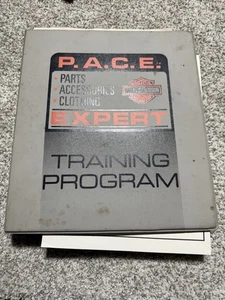 P.A.C.E.
• PARTS
• ACCESSORIES
• CLOTHING
EXPERT
TRAINING
PROGRAM